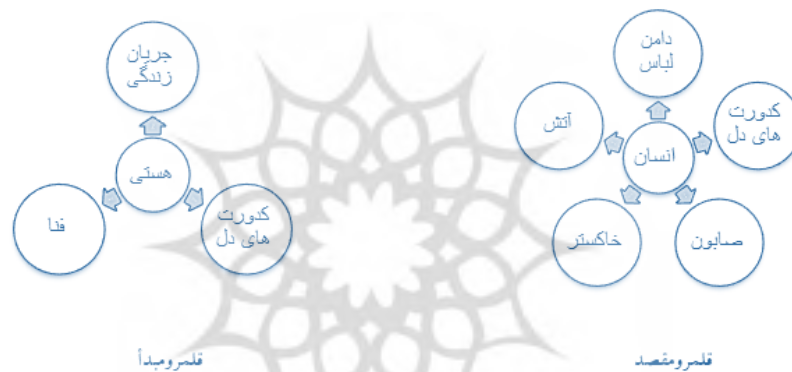 دامن
لباس
کدورت
های دل
آتش
انسان
خاکستر
صابون
قلمرومقصد
جریان
زندگی
هستی
فنا
کدورت
های دل
قلمرومبدأ